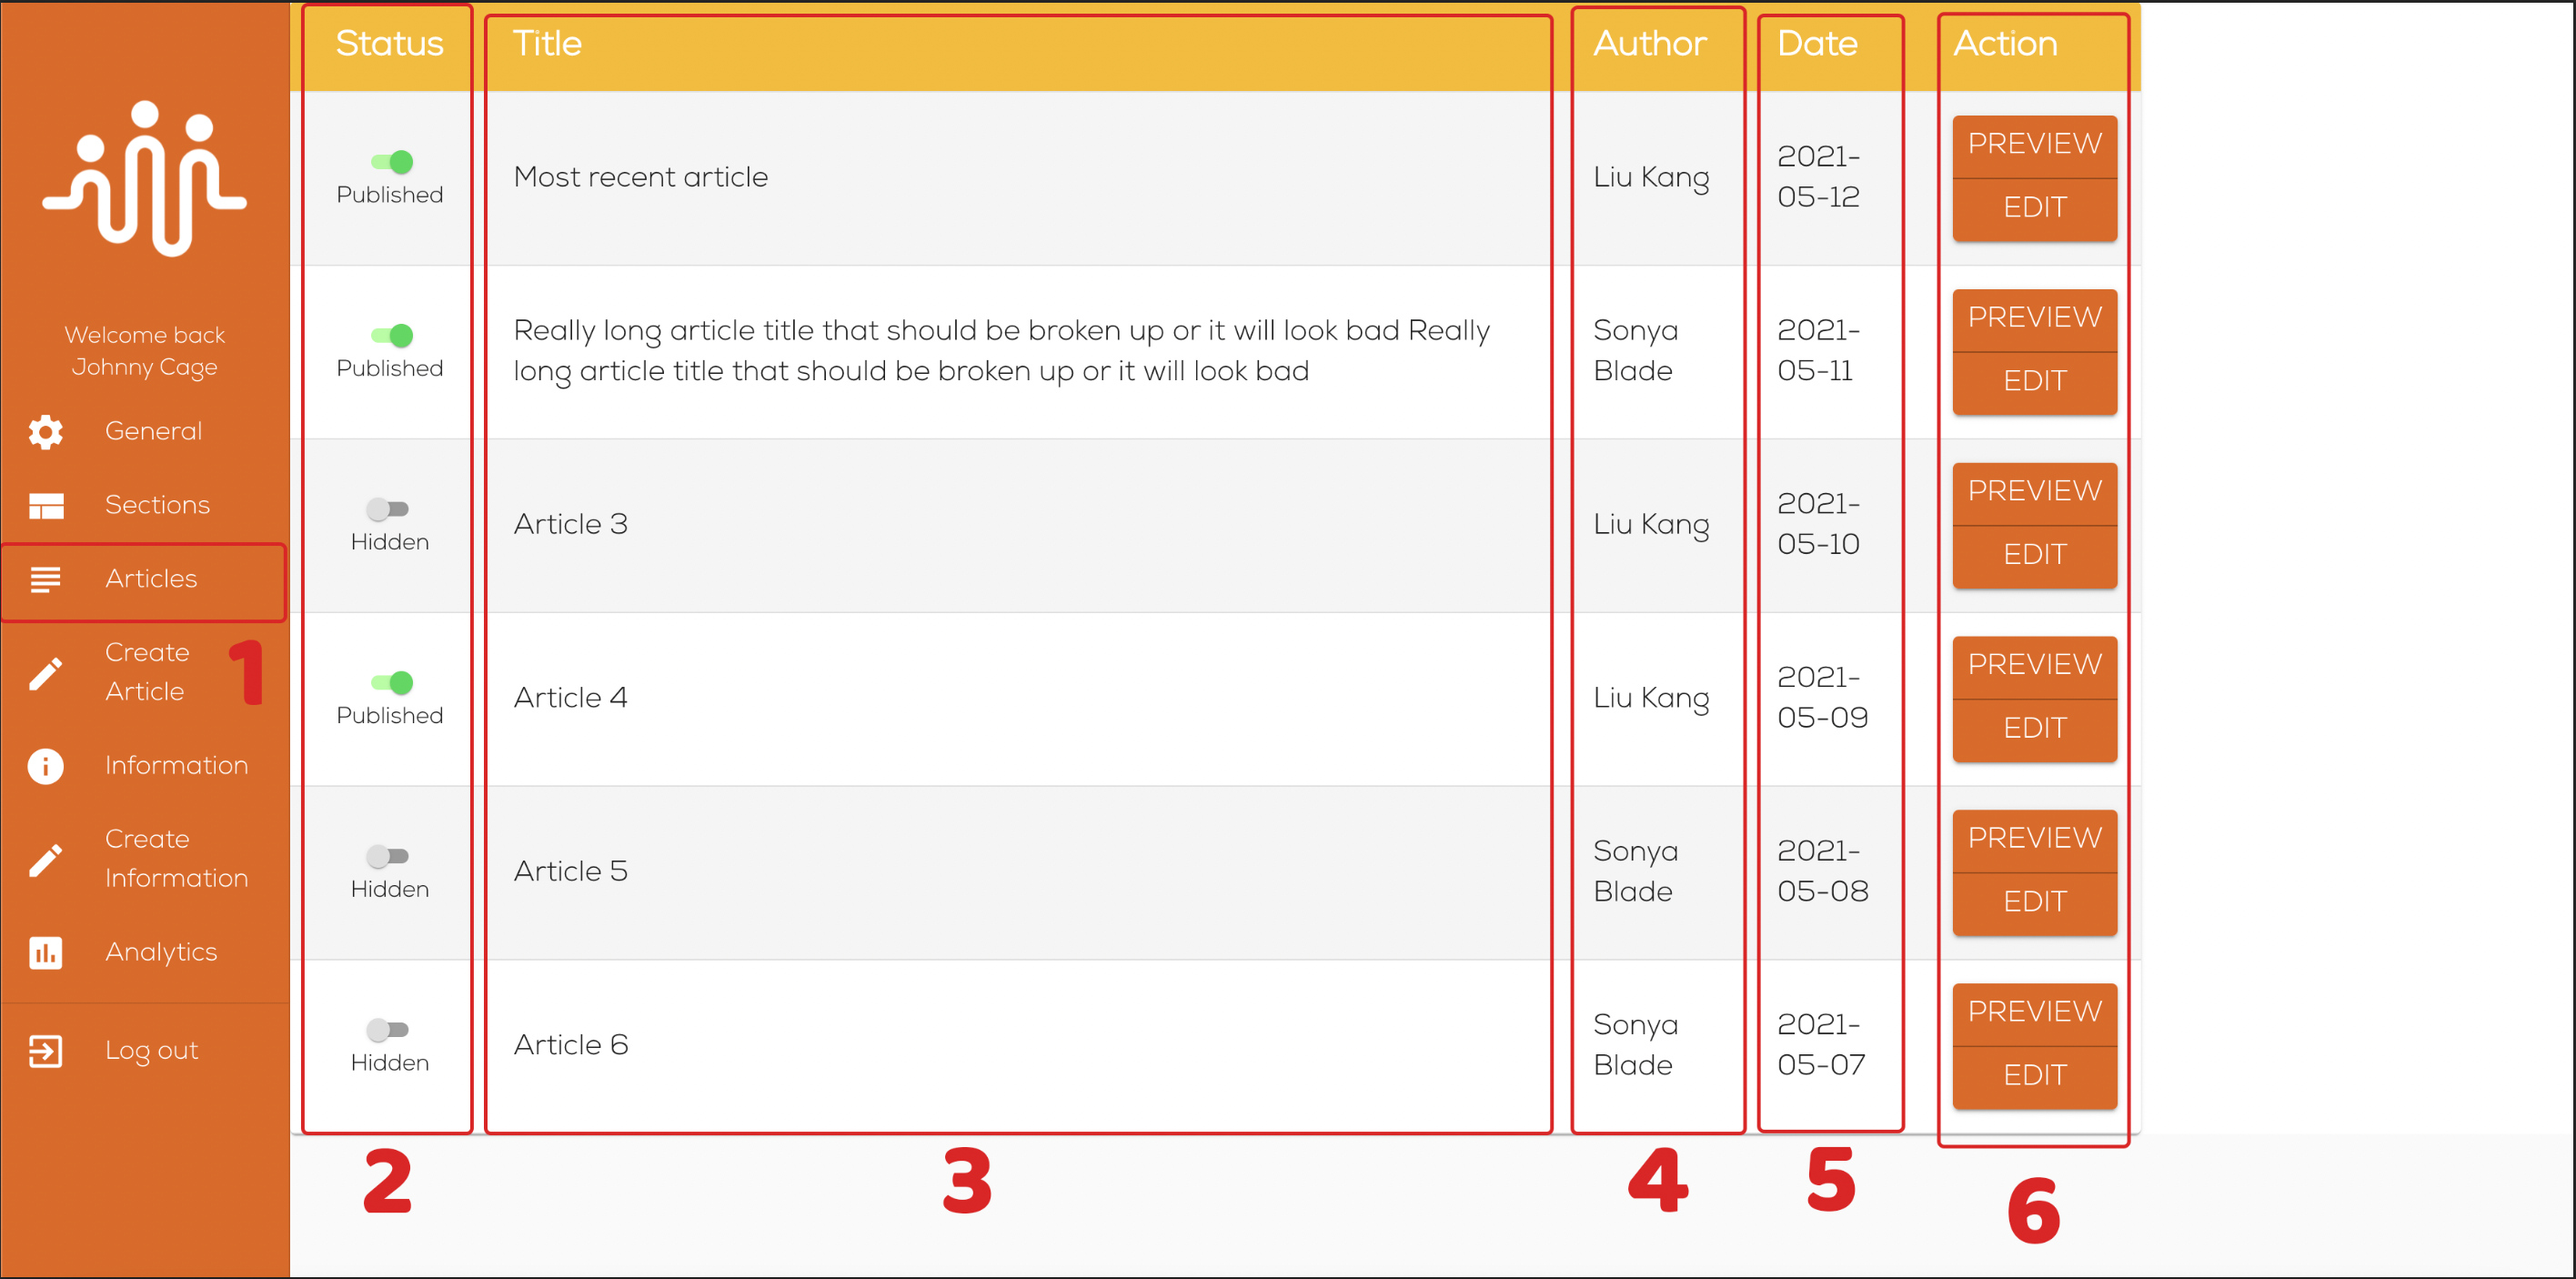 Welcome back
Johnny Cage
General
Sections
Articles
Create
Article
1
Information
Create
Information
Analytics
Log out
Status Title Author Date Action
Published
Most recent article
Liu Kang
2021-
05-12
PREVIEW
EDIT
Published
Really long article title that should be broken up or it will look bad Really
long article title that should be broken up or it will look bad
Sonya
Blade
2021-
05-11
PREVIEW
EDIT
Hidden
Article 3
Liu Kang
2021-
05-10
PREVIEW
EDIT
Published
Article 4
Liu Kang
2021-
05-09
PREVIEW
EDIT
Hidden
Article 5
Sonya
Blade
2021-
05-08
PREVIEW
EDIT
Hidden
Article 6
Sonya
Blade
2021-
05-07
PREVIEW
EDIT
2 3 4 5 6